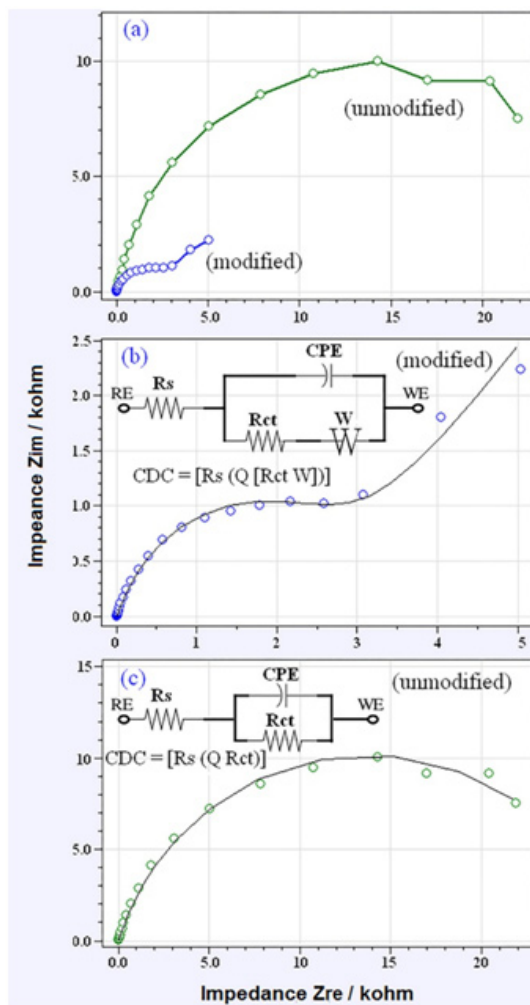 (a)
10
5.0
0.0
(unmodified)
(modified)
0.0
5.0
10
15
20
(b)
2.5
2.0
1.5
1.0
0.5
0.0
(modified)
CPE
RE
Rs
WE
Rct
W
CDC = [Rs (Q [Rct W])]
0
1
2
3
4
5
Impeance Zim / kohm
(c)
15
10
5.0
0.0
(unmodified)
CPE
RE
Rs
WE
Rct
CDC = [Rs (Q Rct)]
0.0
5.0
10
15
20
Impedance Zre / kohm